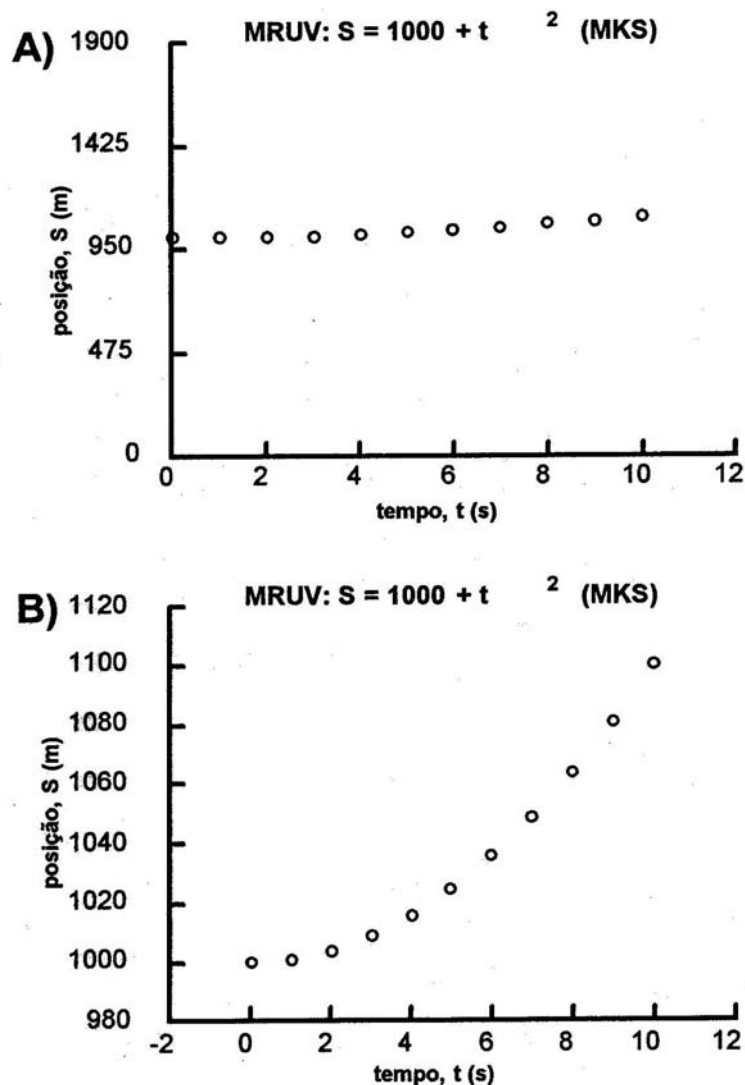 A)
MRUV: S = 1000 + t 2 (MKS)
1900
1425
950
475
0
posição, S (m)
0 2 4 6 8 10 12
tempo, t (s)
B)
MRUV: S = 1000 + t 2 (MKS)
1120
1100
1080
1060
1040
1020
1000
980
posição, S (m)
-2 0 2 4 6 8 10 12
tempo, t (s)